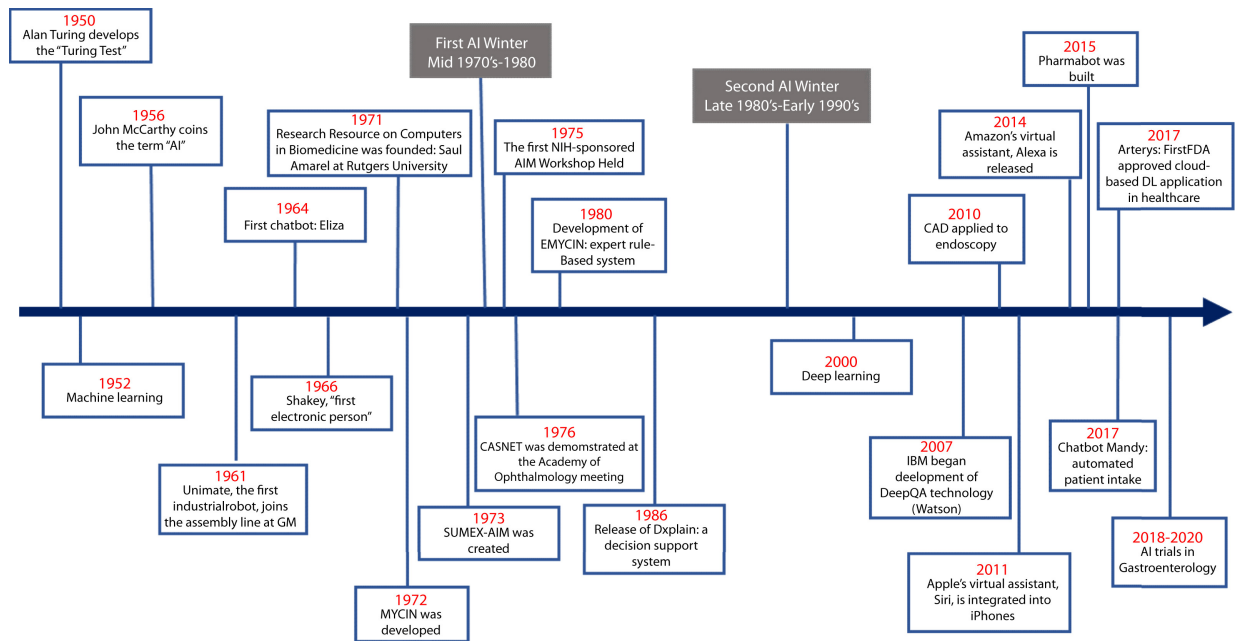 1950
Alan Turing develops
the “Turing Test”
1956
John McCarthy coins
the term “AI”
1964
First chatbot: Eliza
1971
Research Resource on Computers
in Biomedicine was founded: Saul
Amarel at Rutgers University
First AI Winter
Mid 1970's-1980
1975
The first NIH-sponsored
AIM Workshop Held
1980
Development of
EMYCIN: expert rule-
Based system
Second AI Winter
Late 1980's-Early 1990's
2010
CAD applied to
endoscopy
2014
Amazon's virtual
assistant, Alexa is
released
2015
Pharmabot was
built
2017
Arterys: FirstFDA
approved cloud-
based DL application
in healthcare
1952
Machine learning
1961
Unimate, the first
industrialrobot, joins
the assembly line at GM
1966
Shakey, “first
electronic person”
1972
MYCIN was
developed
1973
SUMEX-AIM was
created
1976
CASNET was demomstrated at
the Academy of
Ophthalmology meeting
1986
Release of Dxplain: a
decision support
system
2000
Deep learning
2007
IBM began
deelopment of
DeepQA technology
(Watson)
2011
Apple's virtual assistant,
Siri, is integrated into
iPhones
2017
Chatbot Mandy:
automated
patient intake
2018-2020
AI trials in
Gastroenterology